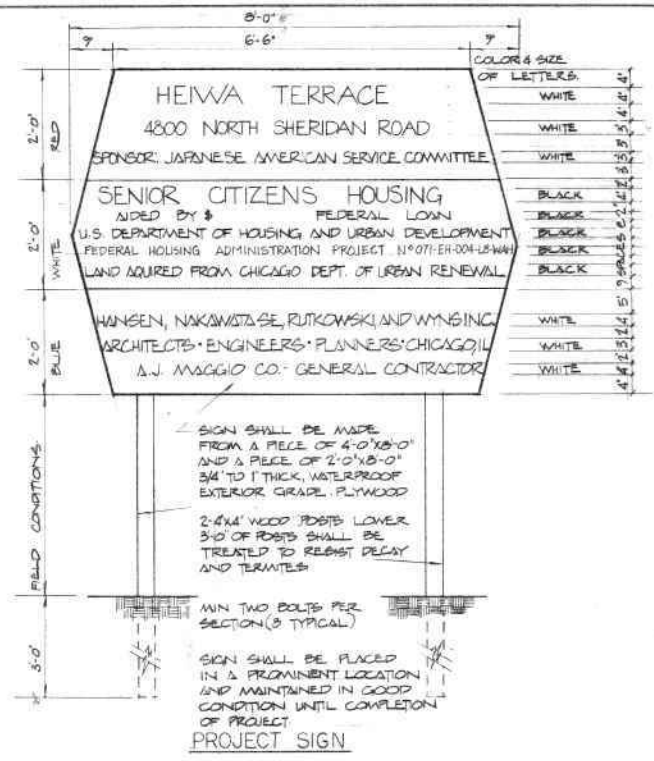 8'-0"
9" 6'-6" 9"
COLOR & SIZE
OF LETTERS.
HEIWA TERRACE
4800 NORTH SHERIDAN ROAD
SPONSOR: JAPANESE AMERICAN SERVICE COMMITTEE
WHITE
WHITE
WHITE
2'-0" RED
SENIOR CITIZENS HOUSING
AIDED BY $ FEDERAL LOAN
U.S. DEPARTMENT OF HOUSING AND URBAN DEVELOPMENT
FEDERAL HOUSING ADMINISTRATION PROJECT Nº 071-EH-004-L8-WAH
LAND AQUIRED FROM CHICAGO DEPT. OF URBAN RENEWAL
BLACK
BLACK
BLACK
BLACK
BLACK
2'-0" WHITE
HANSEN, NAKAWATASE, RUTKOWSKI, AND WYNS INC.
ARCHITECTS · ENGINEERS · PLANNERS · CHICAGO, IL
A.J. MAGGIO CO. - GENERAL CONTRACTOR
WHITE
WHITE
WHITE
2'-0" BLUE
SIGN SHALL BE MADE
FROM A PIECE OF 4'-0"X8'-0"
AND A PIECE OF 2'-0"X8'-0"
3/4" TO 1" THICK, WATERPROOF
EXTERIOR GRADE PLYWOOD
2-4"X4" WOOD POSTS LOWER
3'-0" OF POSTS SHALL BE
TREATED TO RESIST DECAY
AND TERMITES
FIELD CONDITIONS
MIN TWO BOLTS PER
SECTION (3 TYPICAL)
3'-0"
SIGN SHALL BE PLACED
IN A PROMINENT LOCATION
AND MAINTAINED IN GOOD
CONDITION UNTIL COMPLETION
OF PROJECT
PROJECT SIGN